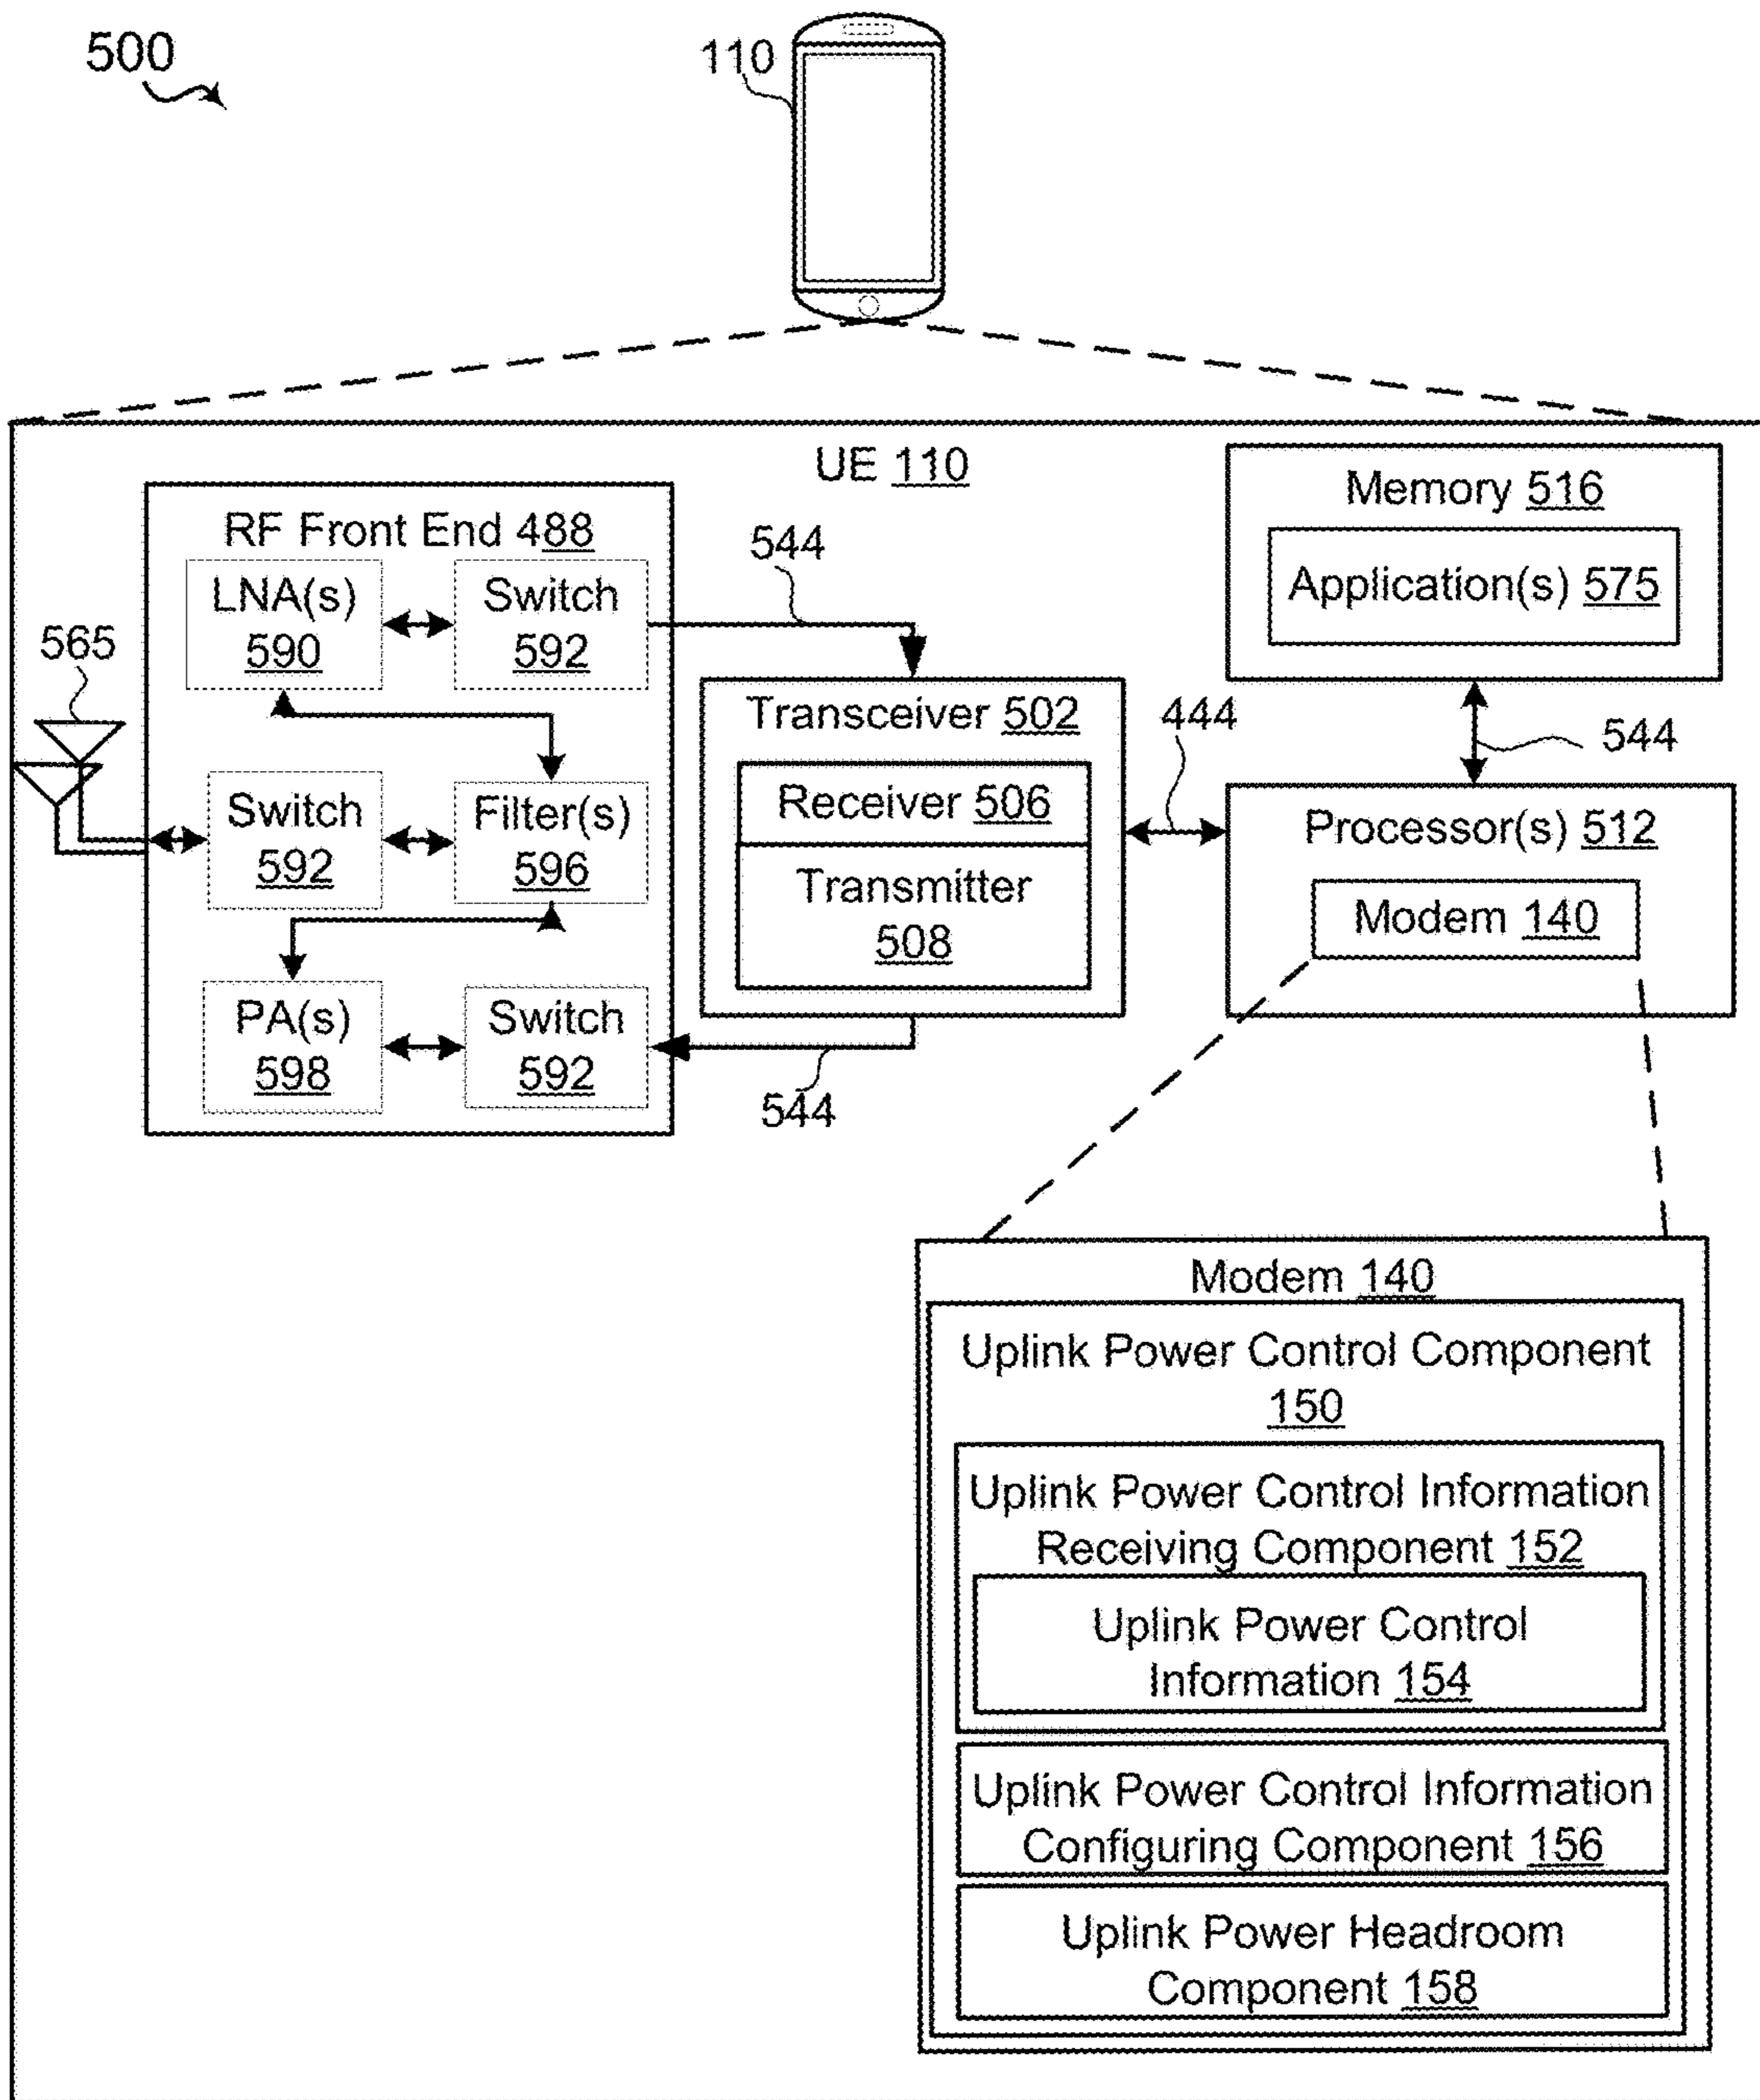 500
110
UE 110
RF Front End 488
LNA(s)
590
Switch
592
544
565
Switch
592
Filter(s)
596
PA(s)
598
Switch
592
544
Transceiver 502
Receiver 506
Transmitter
508
444
Memory 516
Application(s) 575
544
Processor(s) 512
Modem 140
Modem 140
Uplink Power Control Component
150
Uplink Power Control Information
Receiving Component 152
Uplink Power Control
Information 154
Uplink Power Control Information
Configuring Component 156
Uplink Power Headroom
Component 158